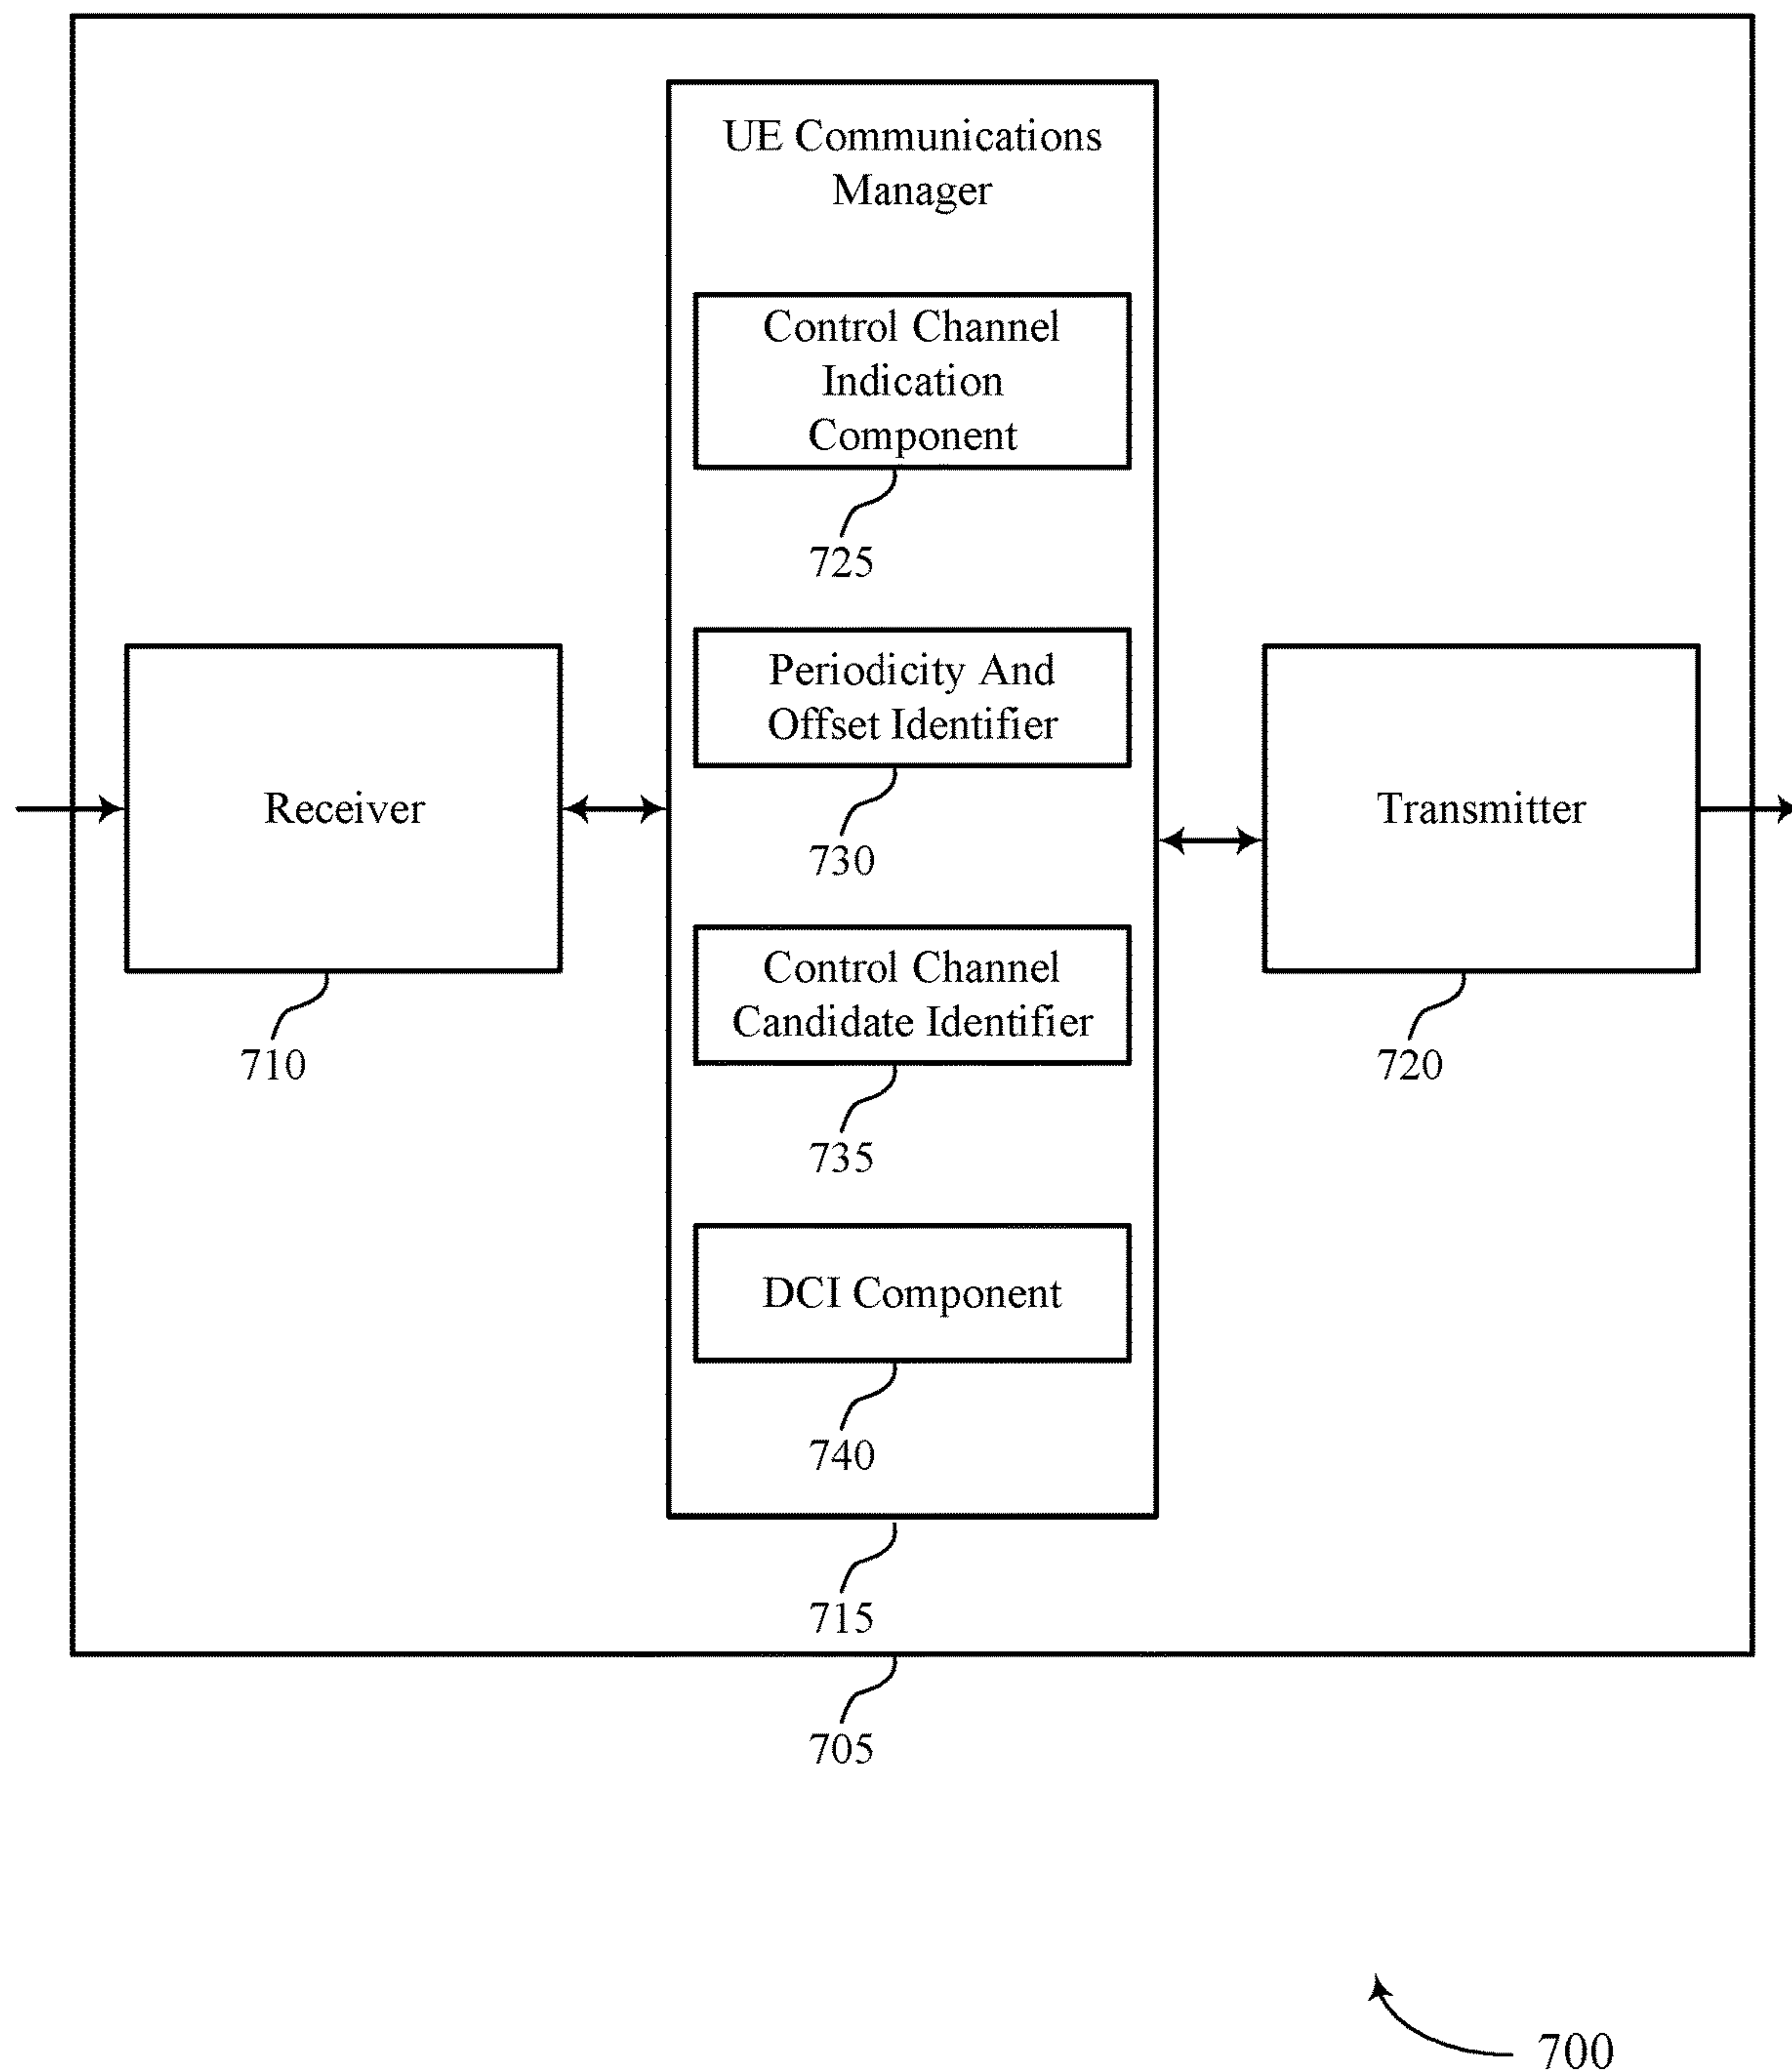 UE Communications
Manager
Control Channel
Indication
Component
725
Periodicity And
Offset Identifier
730
Receiver
710
Transmitter
720
Control Channel
Candidate Identifier
735
DCI Component
740
715
705
700